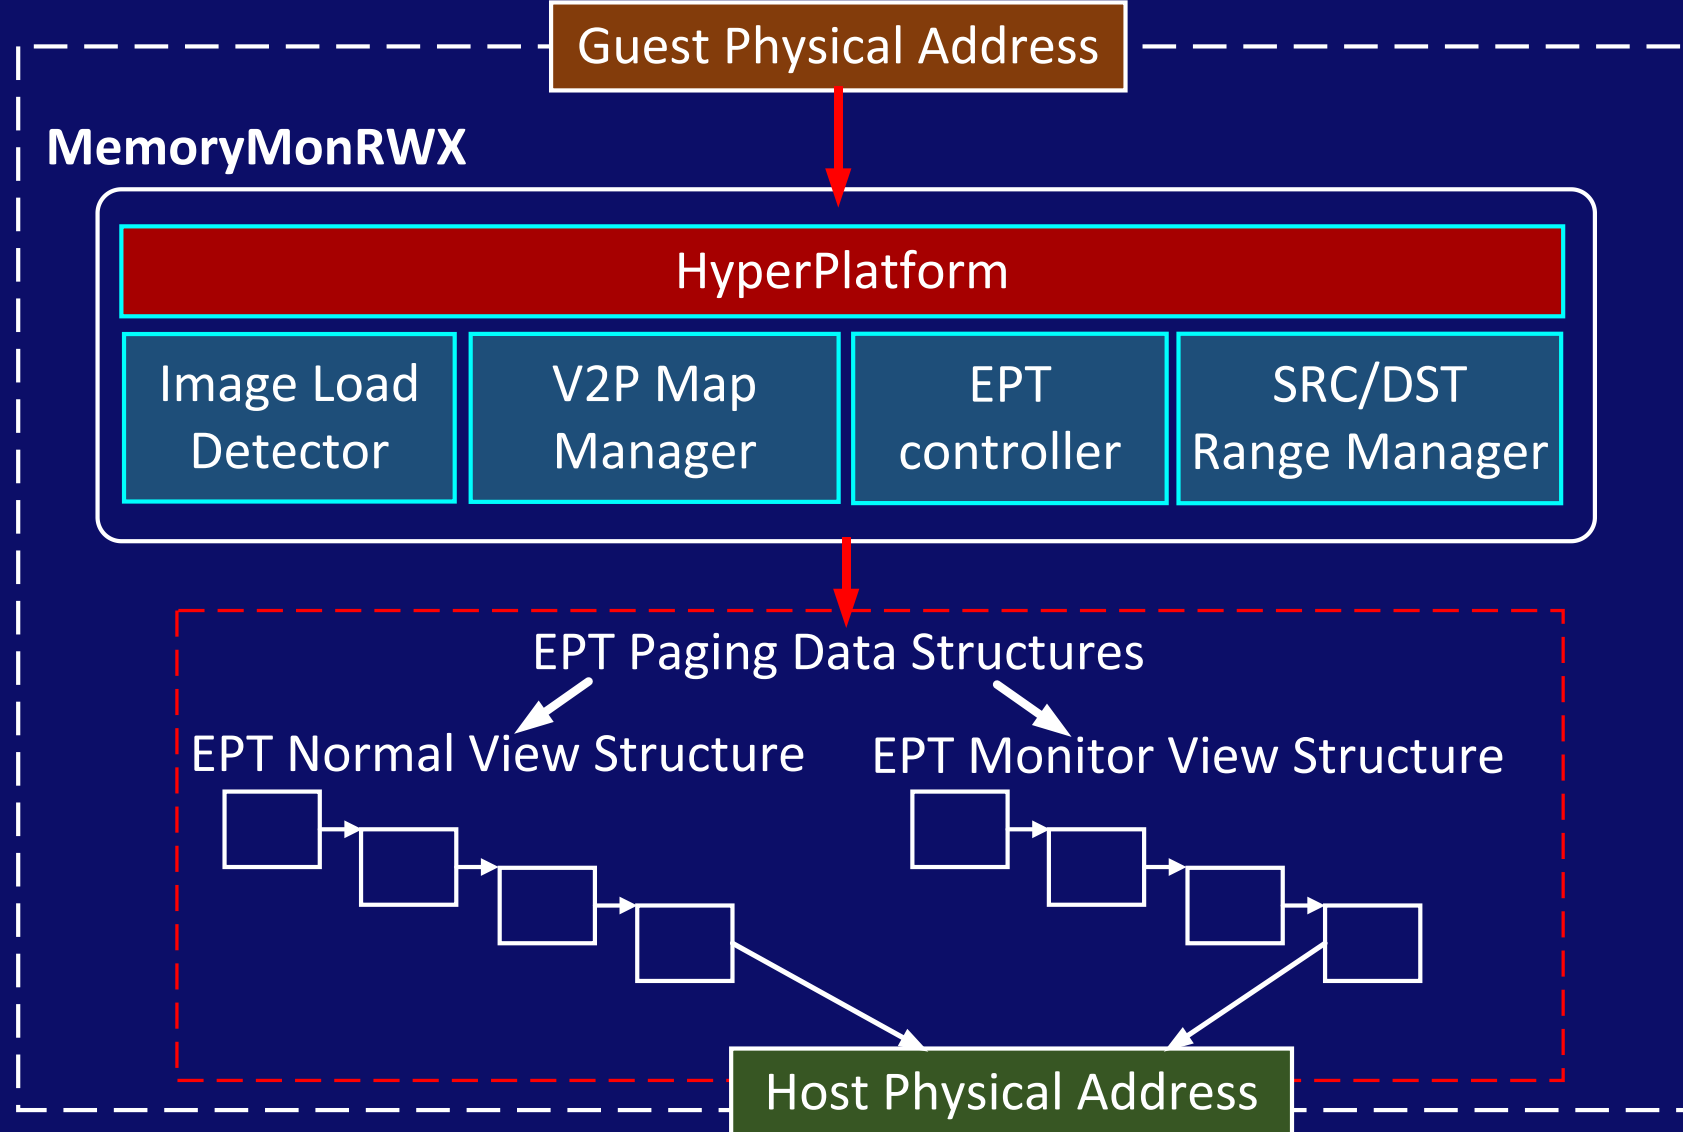 Guest Physical Address
MemoryMonRWX
HyperPlatform
Image Load
Detector
V2P Map
Manager
EPT
controller
SRC/DST
Range Manager
EPT Paging Data Structures
EPT Normal View Structure
EPT Monitor View Structure
Host Physical Address